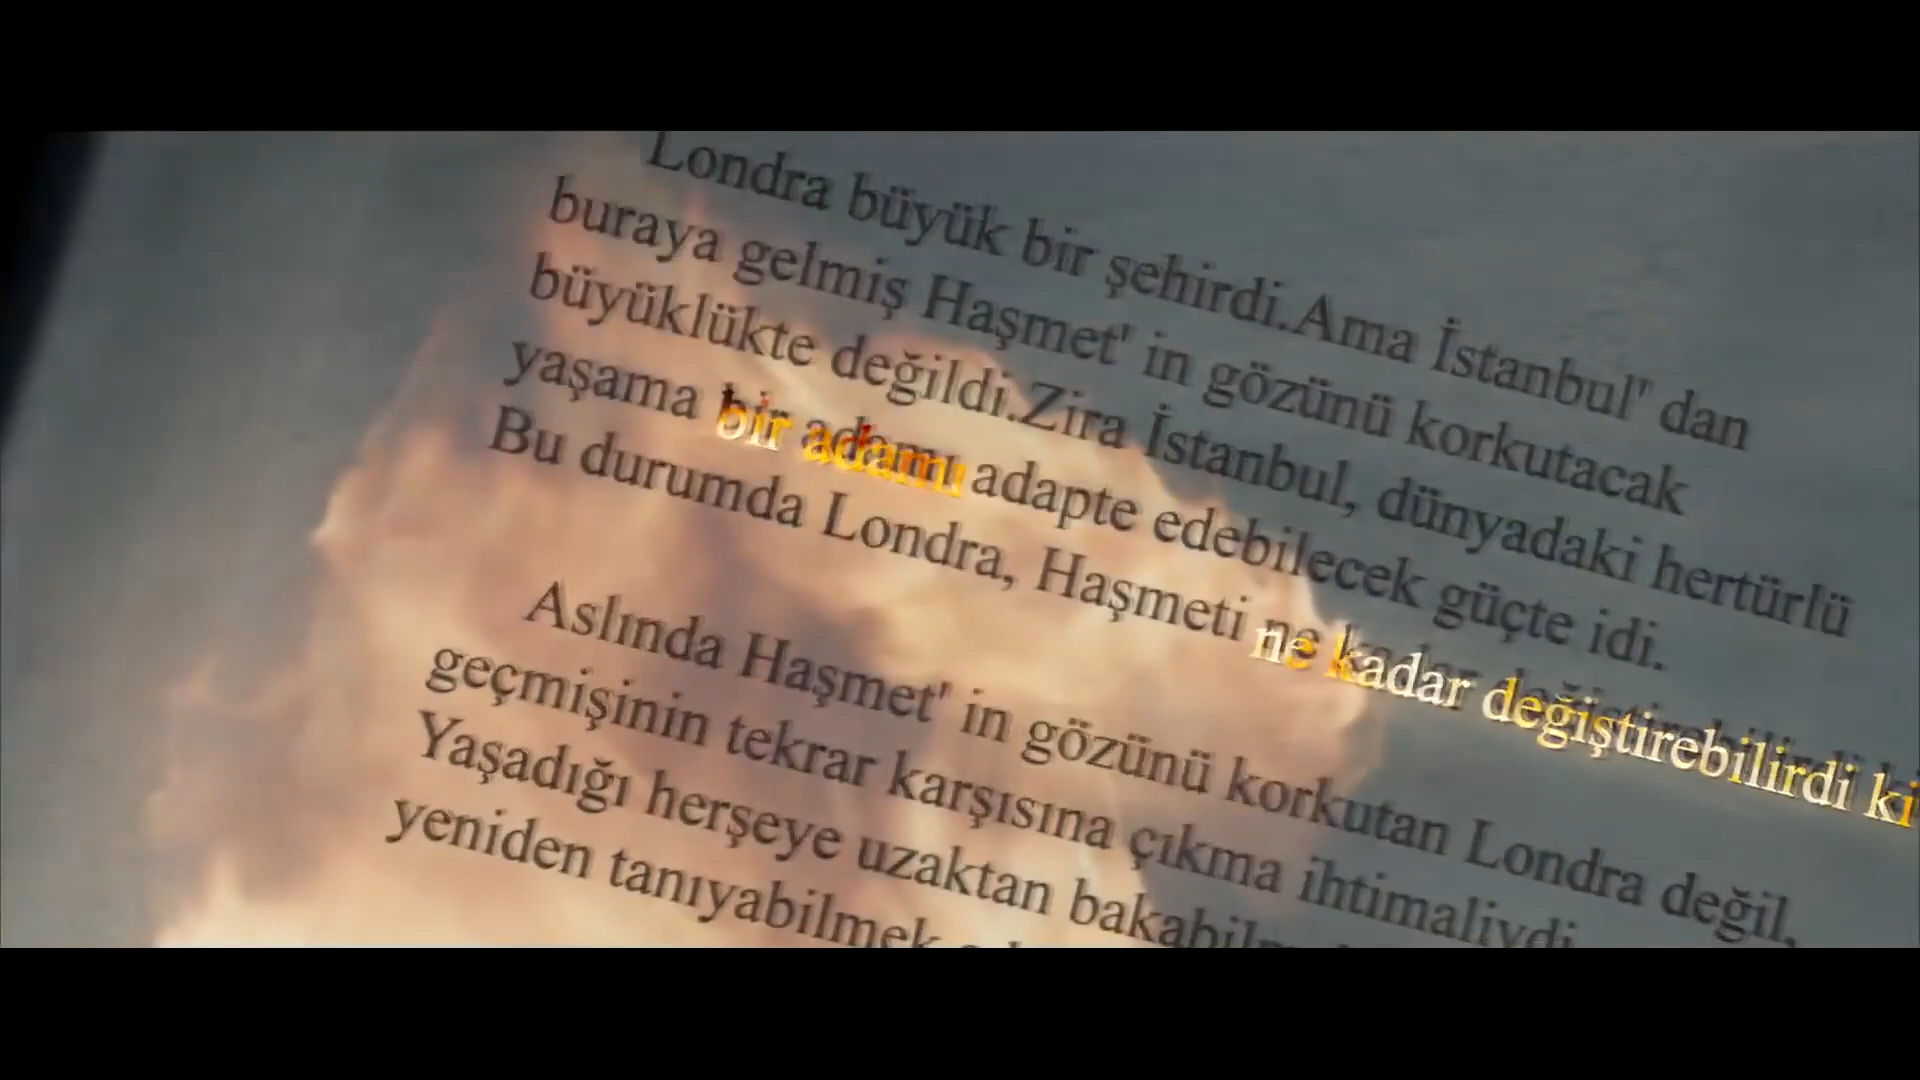 Londra büyük bir şehirdi.Ama İstanbul'' dan
buraya gelmiş Haşmet' in gözünü korkutacak
büyüklükte değildi.Zira İstanbul, dünyadaki hertürlü
yaşama bir adamı adapte edebilecek güçte idi.
Bu durumda Londra, Haşmeti ne kadar değiştirebilirdi ki
Aslında Haşmet' in gözünü korkutan Londra değil,
geçmişinin tekrar karşısına çıkma ihtimaliydi
Yaşadığı herşeye uzaktan
yeniden tanıyabilmek